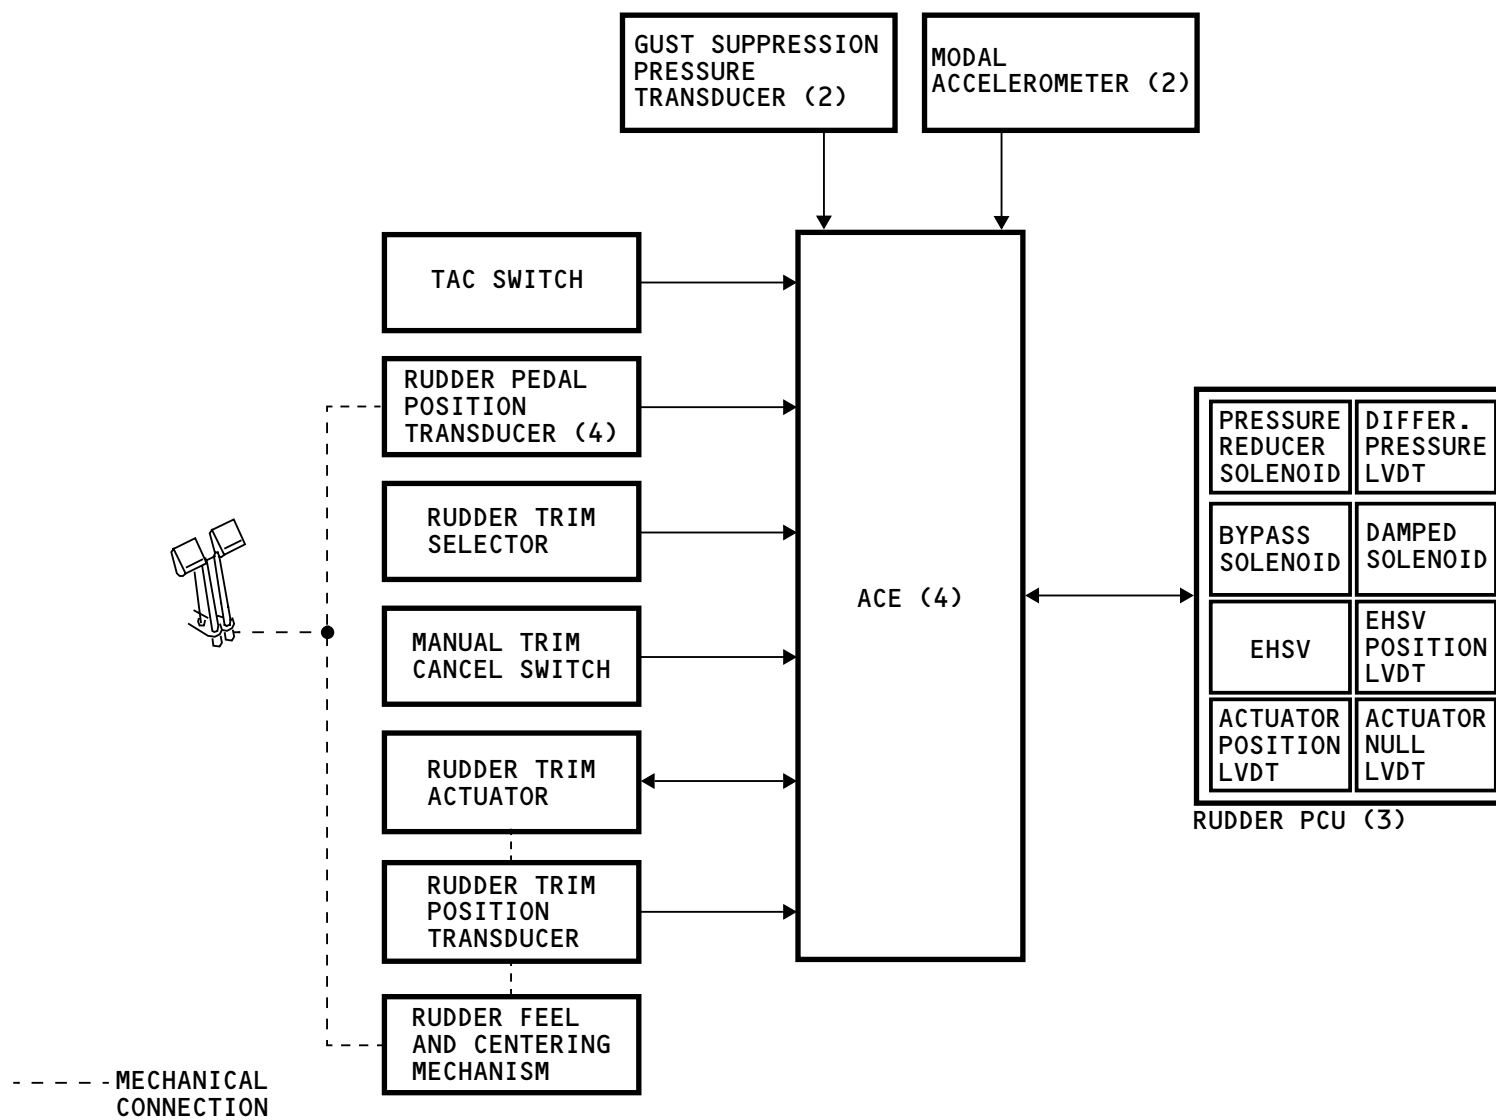 GUST SUPPRESSION
PRESSURE
TRANSDUCER (2)
MODAL
ACCELEROMETER (2)
TAC SWITCH
RUDDER PEDAL
POSITION
TRANSDUCER (4)
RUDDER TRIM
SELECTOR
MANUAL TRIM
CANCEL SWITCH
RUDDER TRIM
ACTUATOR
RUDDER TRIM
POSITION
TRANSDUCER
RUDDER FEEL
AND CENTERING
MECHANISM
ACE (4)
PRESSURE
REDUCER
SOLENOID
DIFFER.
PRESSURE
LVDT
BYPASS
SOLENOID
DAMPED
SOLENOID
EHSV
EHSV
POSITION
LVDT
ACTUATOR
POSITION
LVDT
ACTUATOR
NULL
LVDT
RUDDER PCU (3)
MECHANICAL
CONNECTION